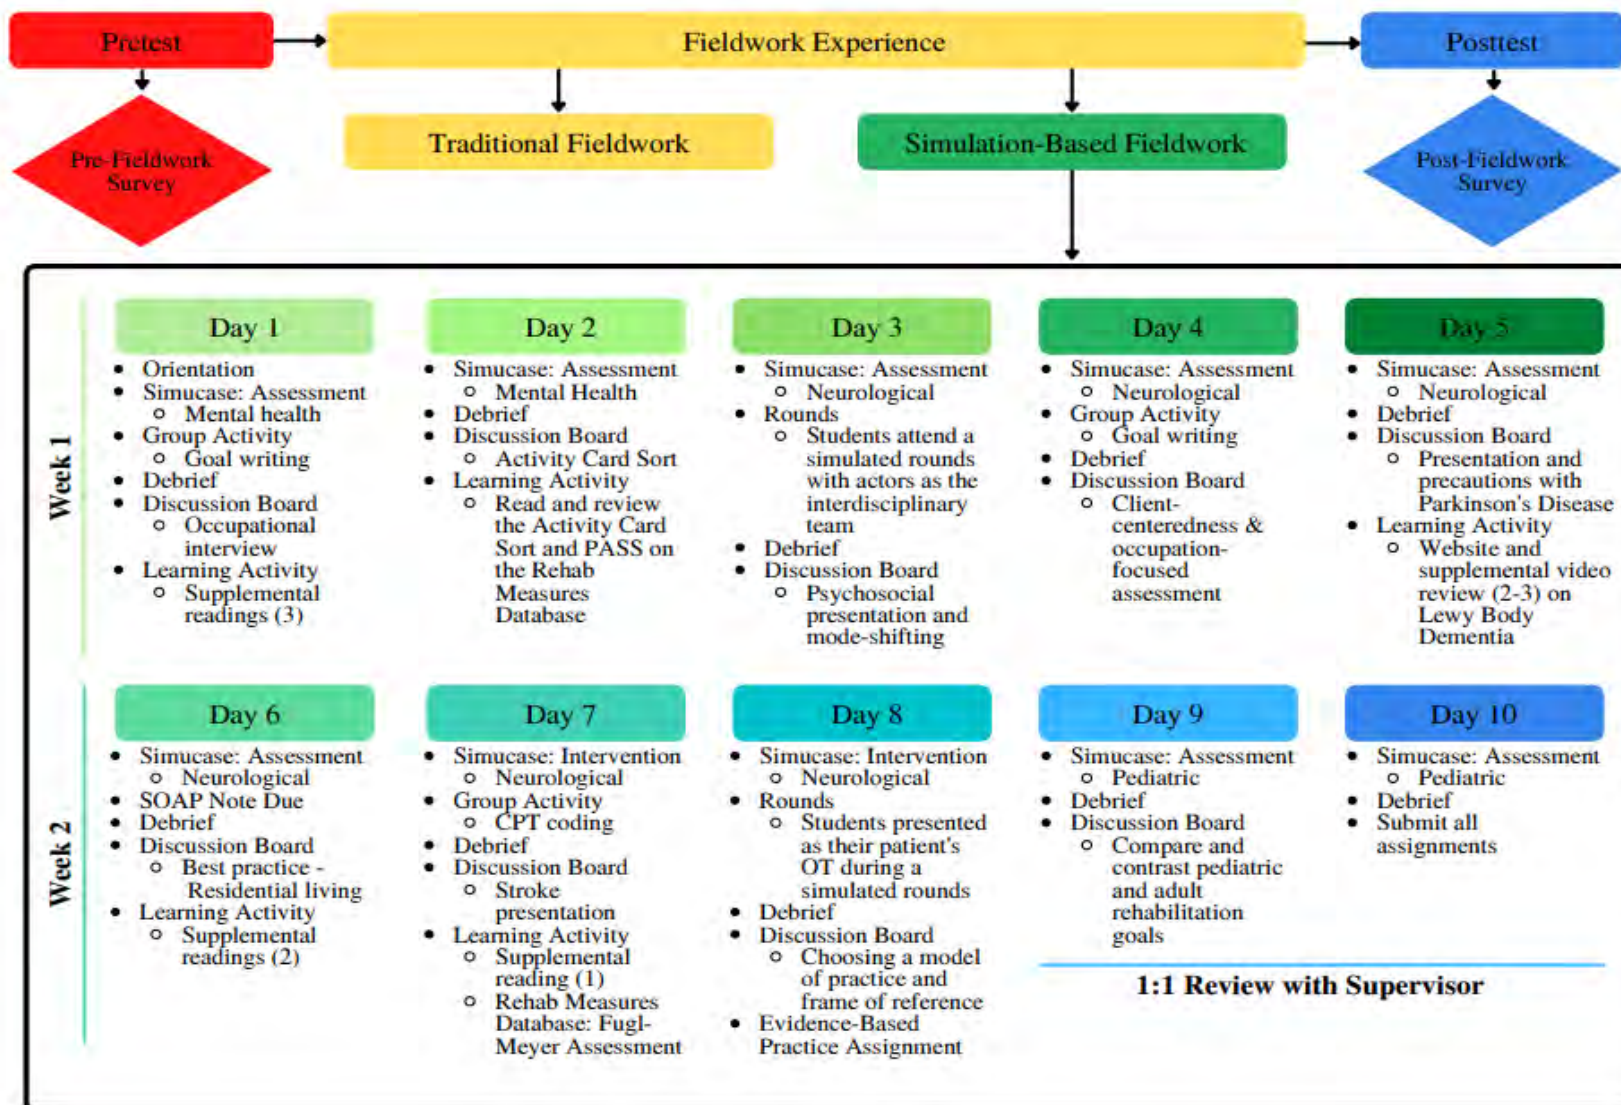 Pretest
Fieldwork Experience
Posttest
Pre-Fieldwork
Survey
Traditional Fieldwork
Simulation-Based Fieldwork
Post-Fieldwork
Survey
Week 1
Day 1
• Orientation
• Simucase: Assessment
○ Mental health
• Group Activity
○ Goal writing
• Debrief
• Discussion Board
○ Occupational
interview
• Learning Activity
○ Supplemental
readings (3)
Day 2
• Simucase: Assessment
○ Mental Health
• Debrief
• Discussion Board
○ Activity Card Sort
• Learning Activity
○ Read and review
the Activity Card
Sort and PASS on
the Rehab
Measures
Database
Day 3
• Simucase: Assessment
○ Neurological
• Rounds
○ Students attend a
simulated rounds
with actors as the
interdisciplinary
team
• Debrief
• Discussion Board
○ Psychosocial
presentation and
mode-shifting
Day 4
• Simucase: Assessment
○ Neurological
• Group Activity
○ Goal writing
• Debrief
• Discussion Board
○ Client-
centeredness &
occupation-
focused
assessment
Day 5
• Simucase: Assessment
○ Neurological
• Debrief
• Discussion Board
○ Presentation and
precautions with
Parkinson's Disease
• Learning Activity
○ Website and
supplemental video
review (2-3) on
Lewy Body
Dementia
Week 2
Day 6
• Simucase: Assessment
○ Neurological
• SOAP Note Due
• Debrief
• Discussion Board
○ Best practice -
Residential living
• Learning Activity
○ Supplemental
readings (2)
Day 7
• Simucase: Intervention
○ Neurological
• Group Activity
○ CPT coding
• Debrief
• Discussion Board
○ Stroke
presentation
• Learning Activity
○ Supplemental
reading (1)
○ Rehab Measures
Database: Fugl-
Meyer Assessment
Day 8
• Simucase: Intervention
○ Neurological
• Rounds
○ Students presented
as their patient's
OT during a
simulated rounds
• Debrief
• Discussion Board
○ Choosing a model
of practice and
frame of reference
• Evidence-Based
Practice Assignment
Day 9
• Simucase: Assessment
○ Pediatric
• Debrief
• Discussion Board
○ Compare and
contrast pediatric
and adult
rehabilitation
goals
Day 10
• Simucase: Assessment
○ Pediatric
• Debrief
• Submit all
assignments
1:1 Review with Supervisor